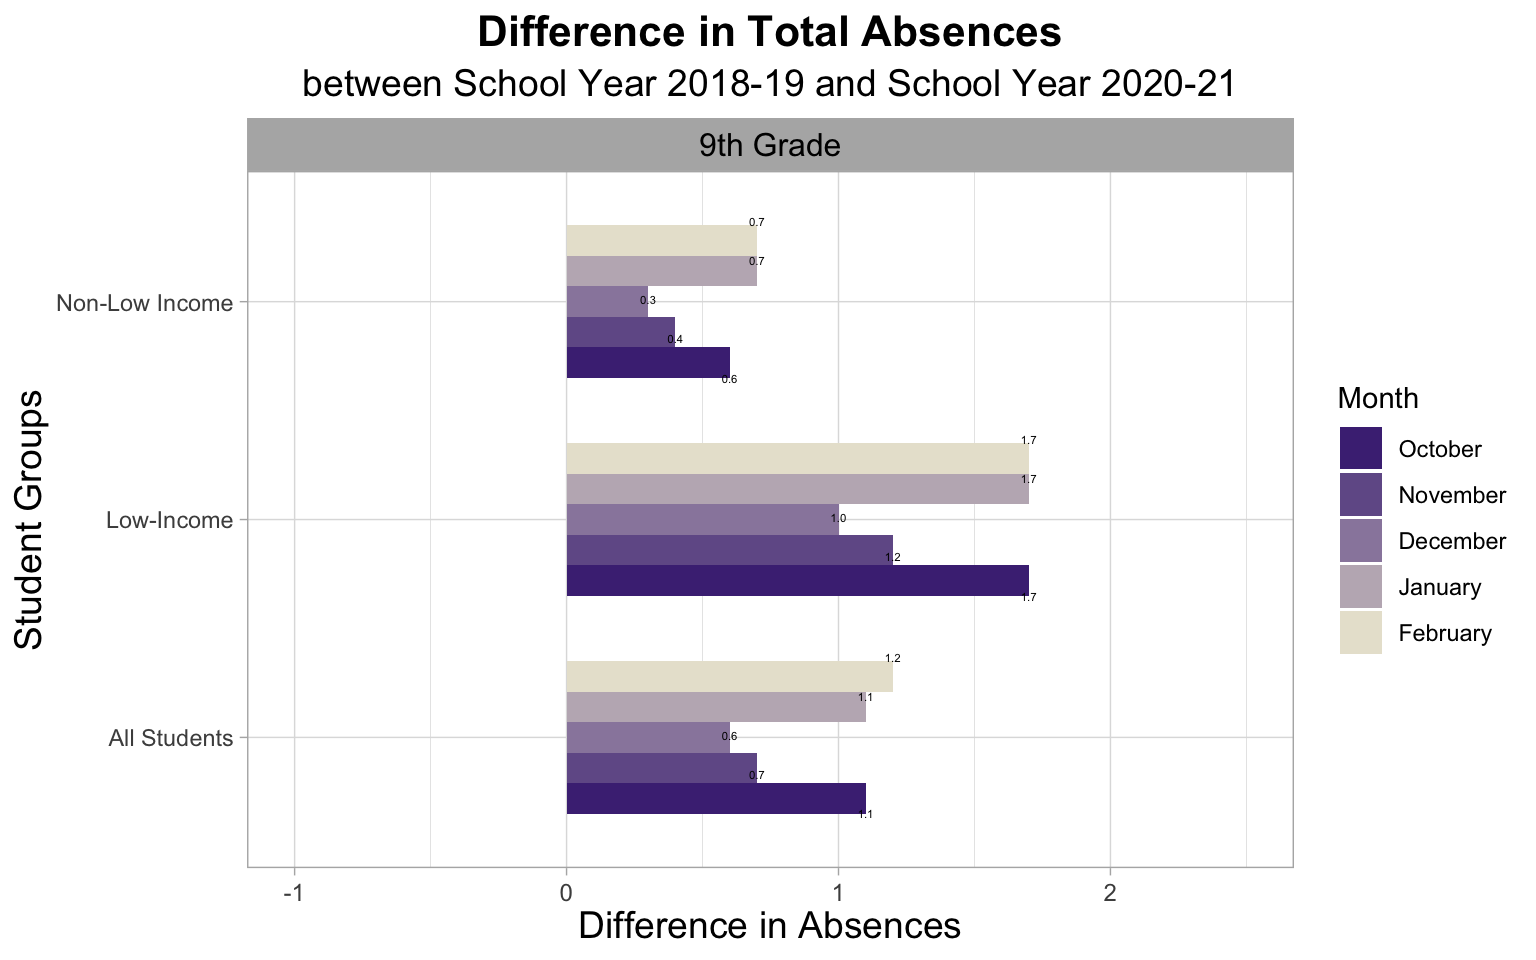 Difference in Total Absences
between School Year 2018-19 and School Year 2020-21
9th Grade
Student Groups
Non-Low Income
0.7
0.7
0.3
0.4
0.6
Low-Income
1.7
1.7
1.0
1.2
1.7
All Students
1.2
1.1
0.6
0.7
1.1
-1 0 1 2
Difference in Absences
Month
October
November
December
January
February